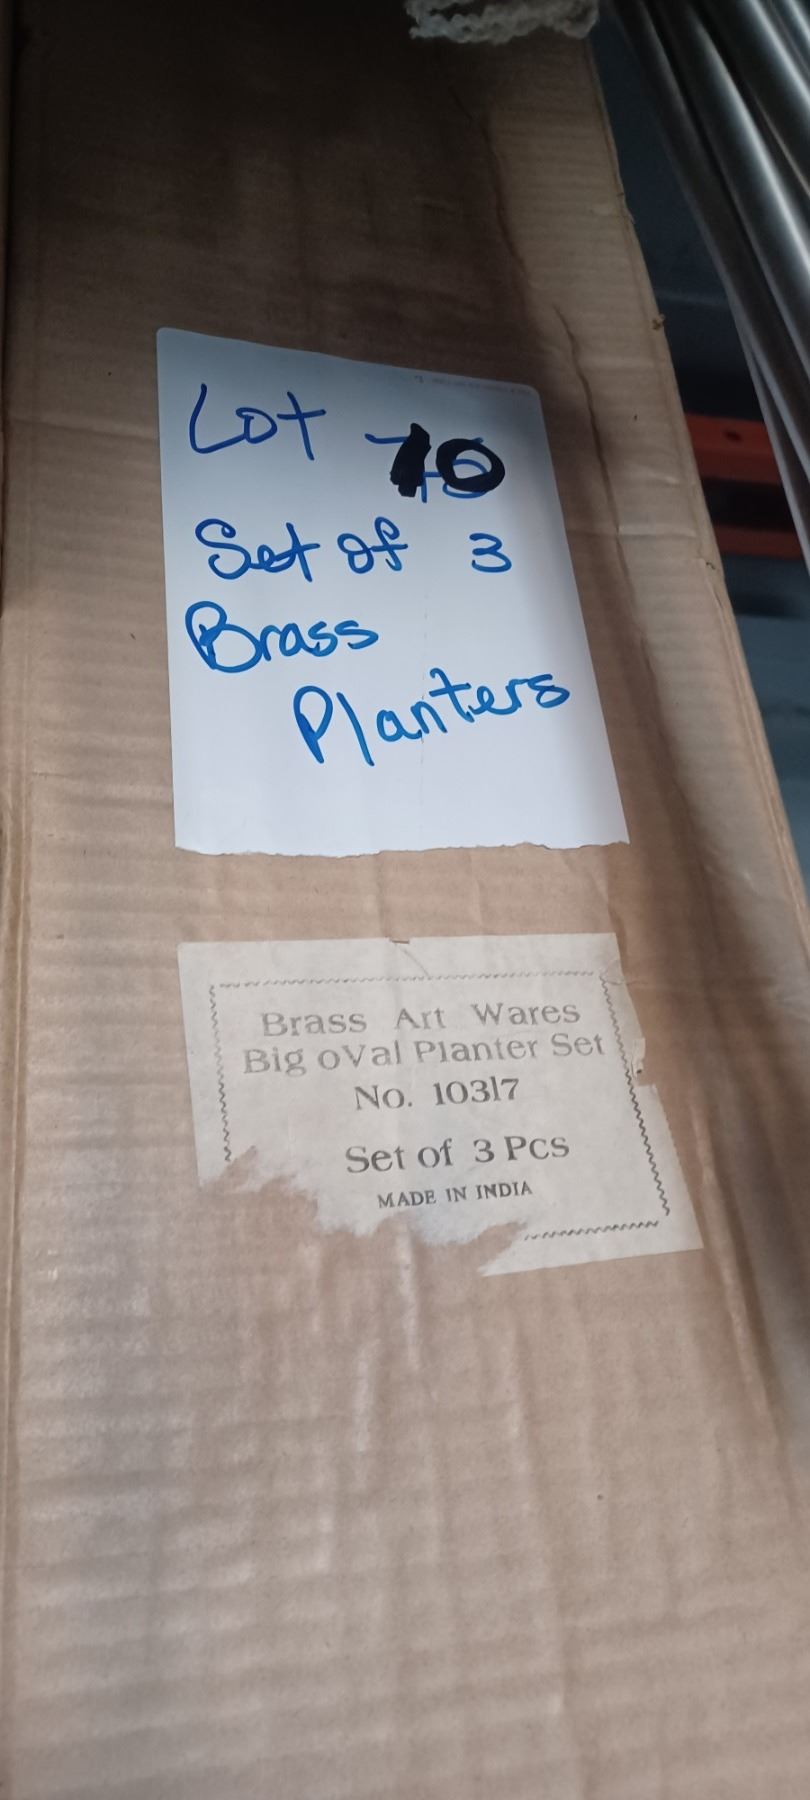 Lot 10
Set of 3
Brass
Planters
Brass Art Wares
Big oVal Planter Set
No. 10317
Set of 3 Pcs
MADE IN INDIA